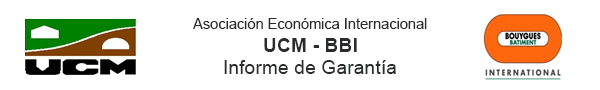 UCM
Asociación Económica Internacional
UCM - BBI
Informe de Garantía
BOUYGUES
BATIMENT
INTERNATIONAL